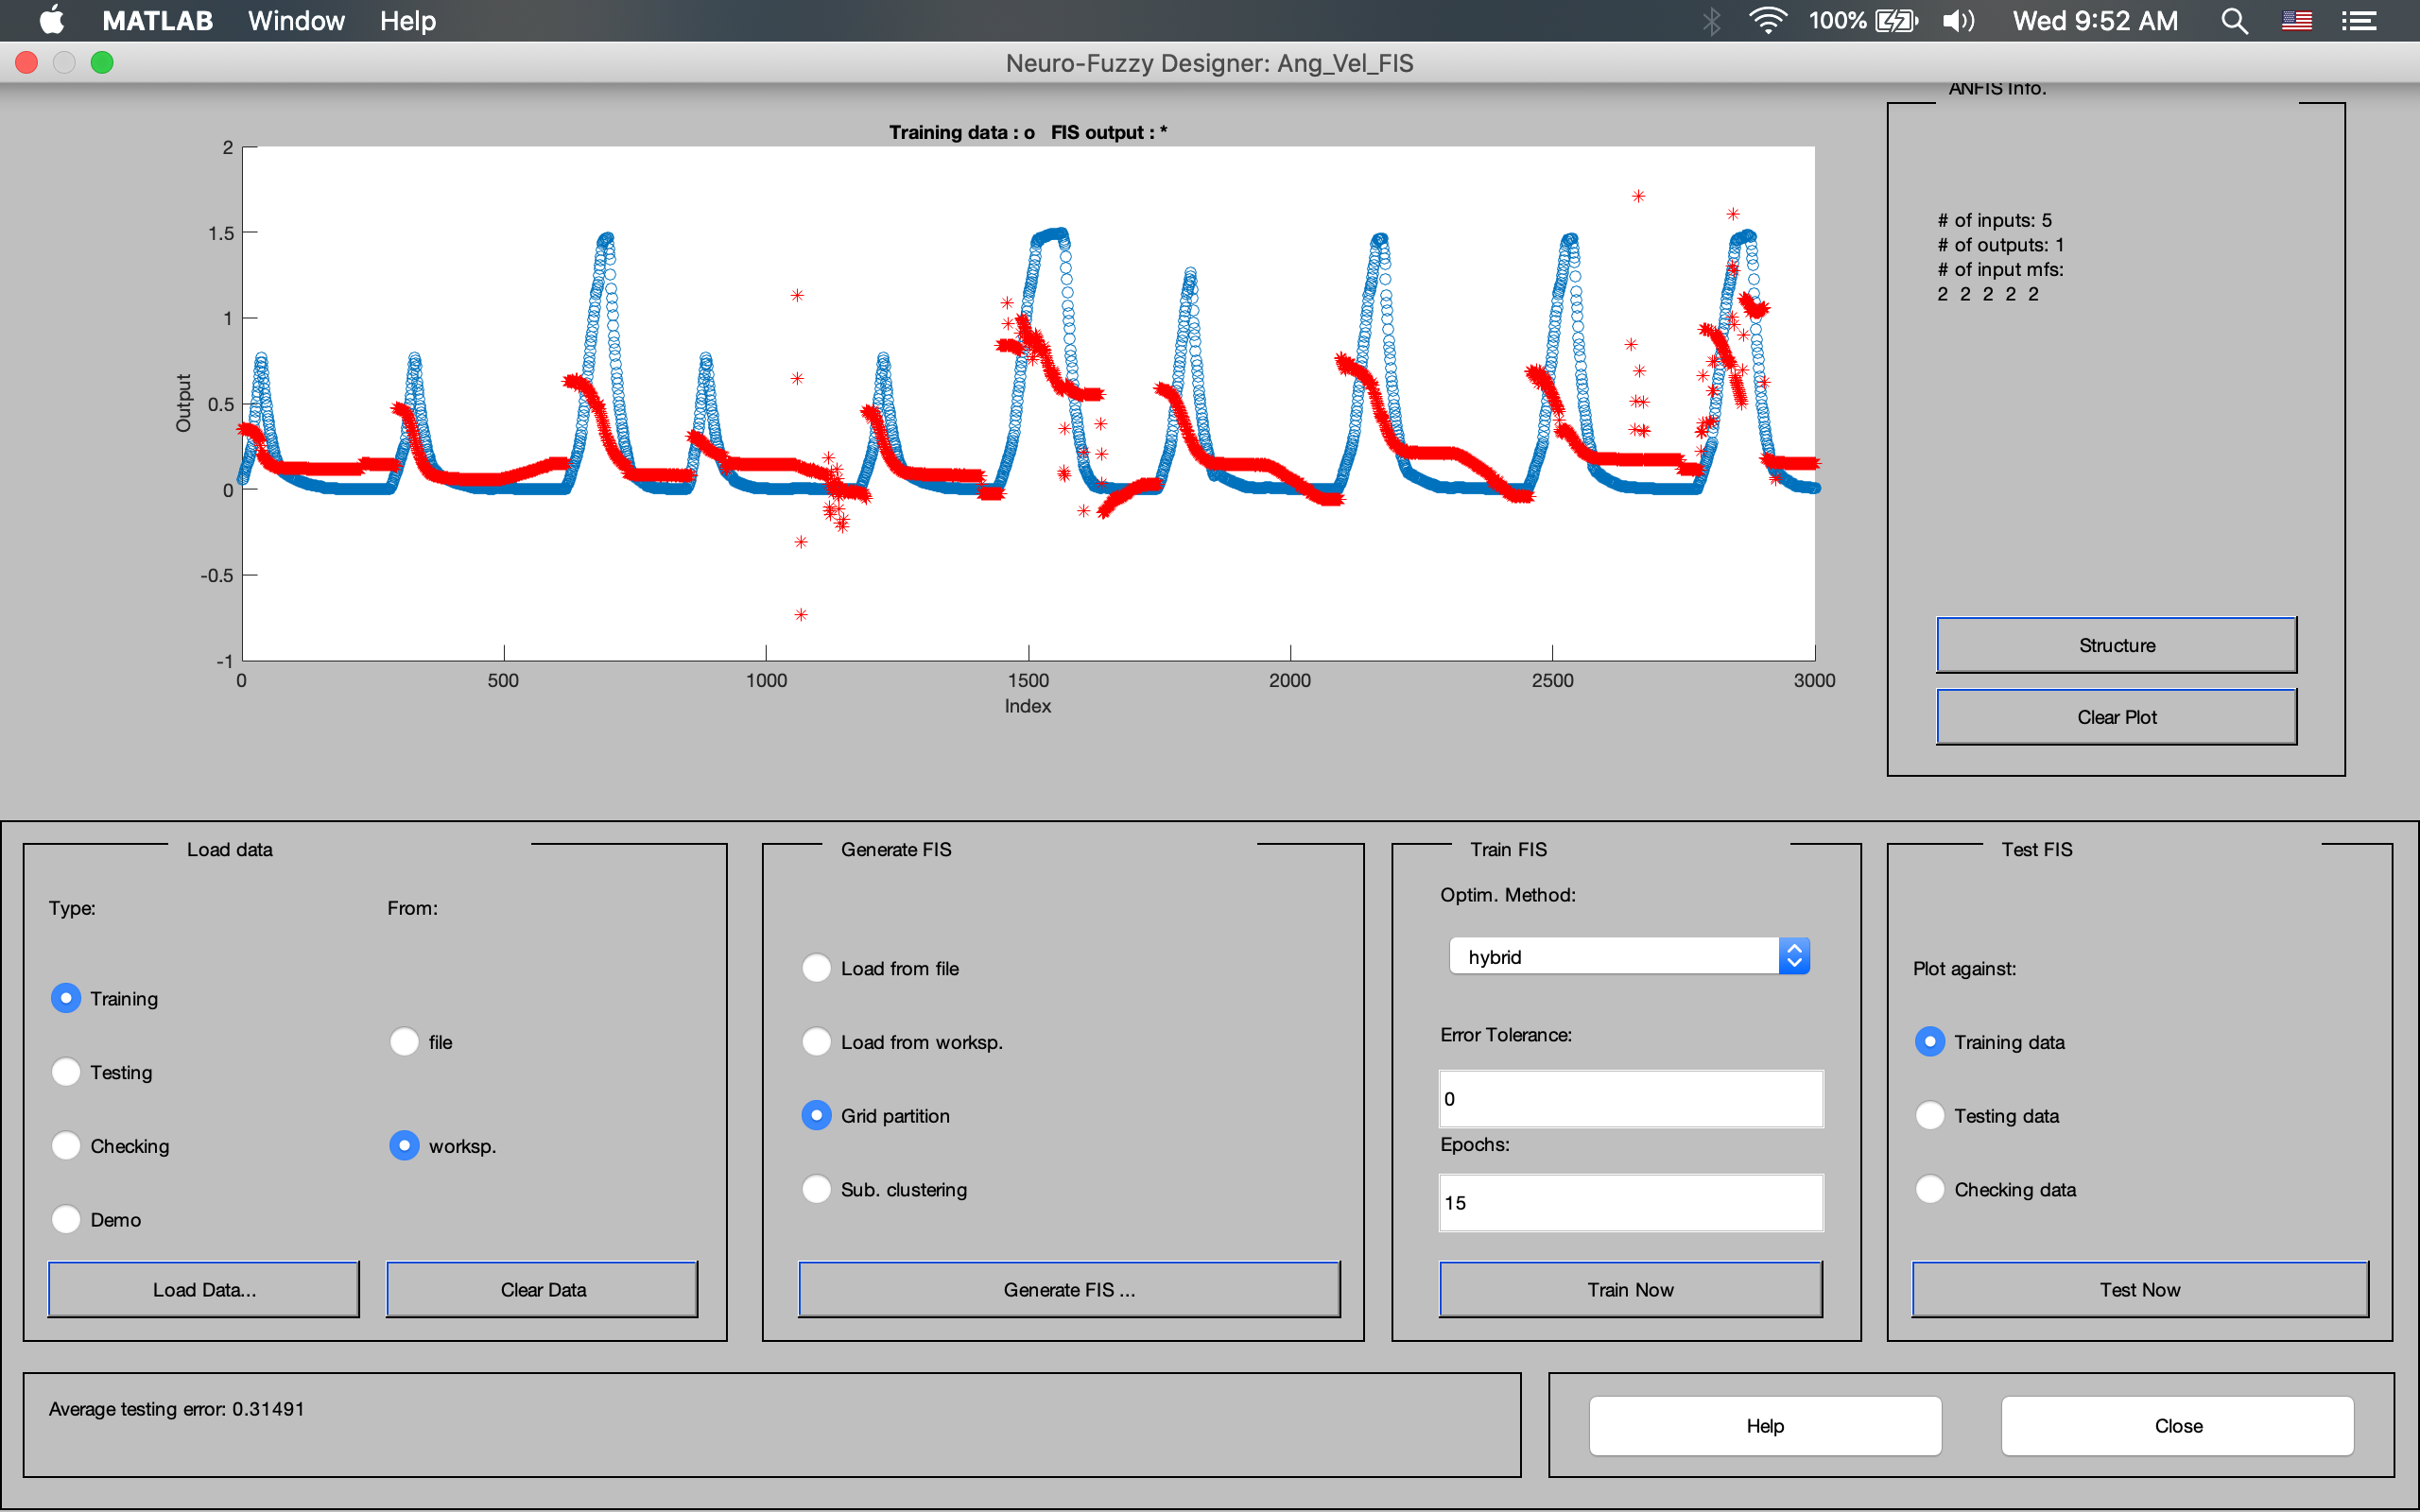 MATLAB Window Help 100% Wed 9:52 AM
Neuro-Fuzzy Designer: Ang_Vel_FIS
ANFIS Info.
Training data : o FIS output : *
2
1.5
1
0.5
0
-0.5
-1
Output
0 500 1000 1500 2000 2500 3000
Index
# of inputs: 5
# of outputs: 1
# of input mfs:
2 2 2 2 2
Structure
Clear Plot
Load data
Type:
From:
Training
Testing
Checking
Demo
file
worksp.
Load Data...
Clear Data
Generate FIS
Load from file
Load from worksp.
Grid partition
Sub. clustering
Generate FIS ...
Train FIS
Optim. Method:
hybrid
Error Tolerance:
0
Epochs:
15
Train Now
Test FIS
Plot against:
Training data
Testing data
Checking data
Test Now
Average testing error: 0.31491
Help
Close